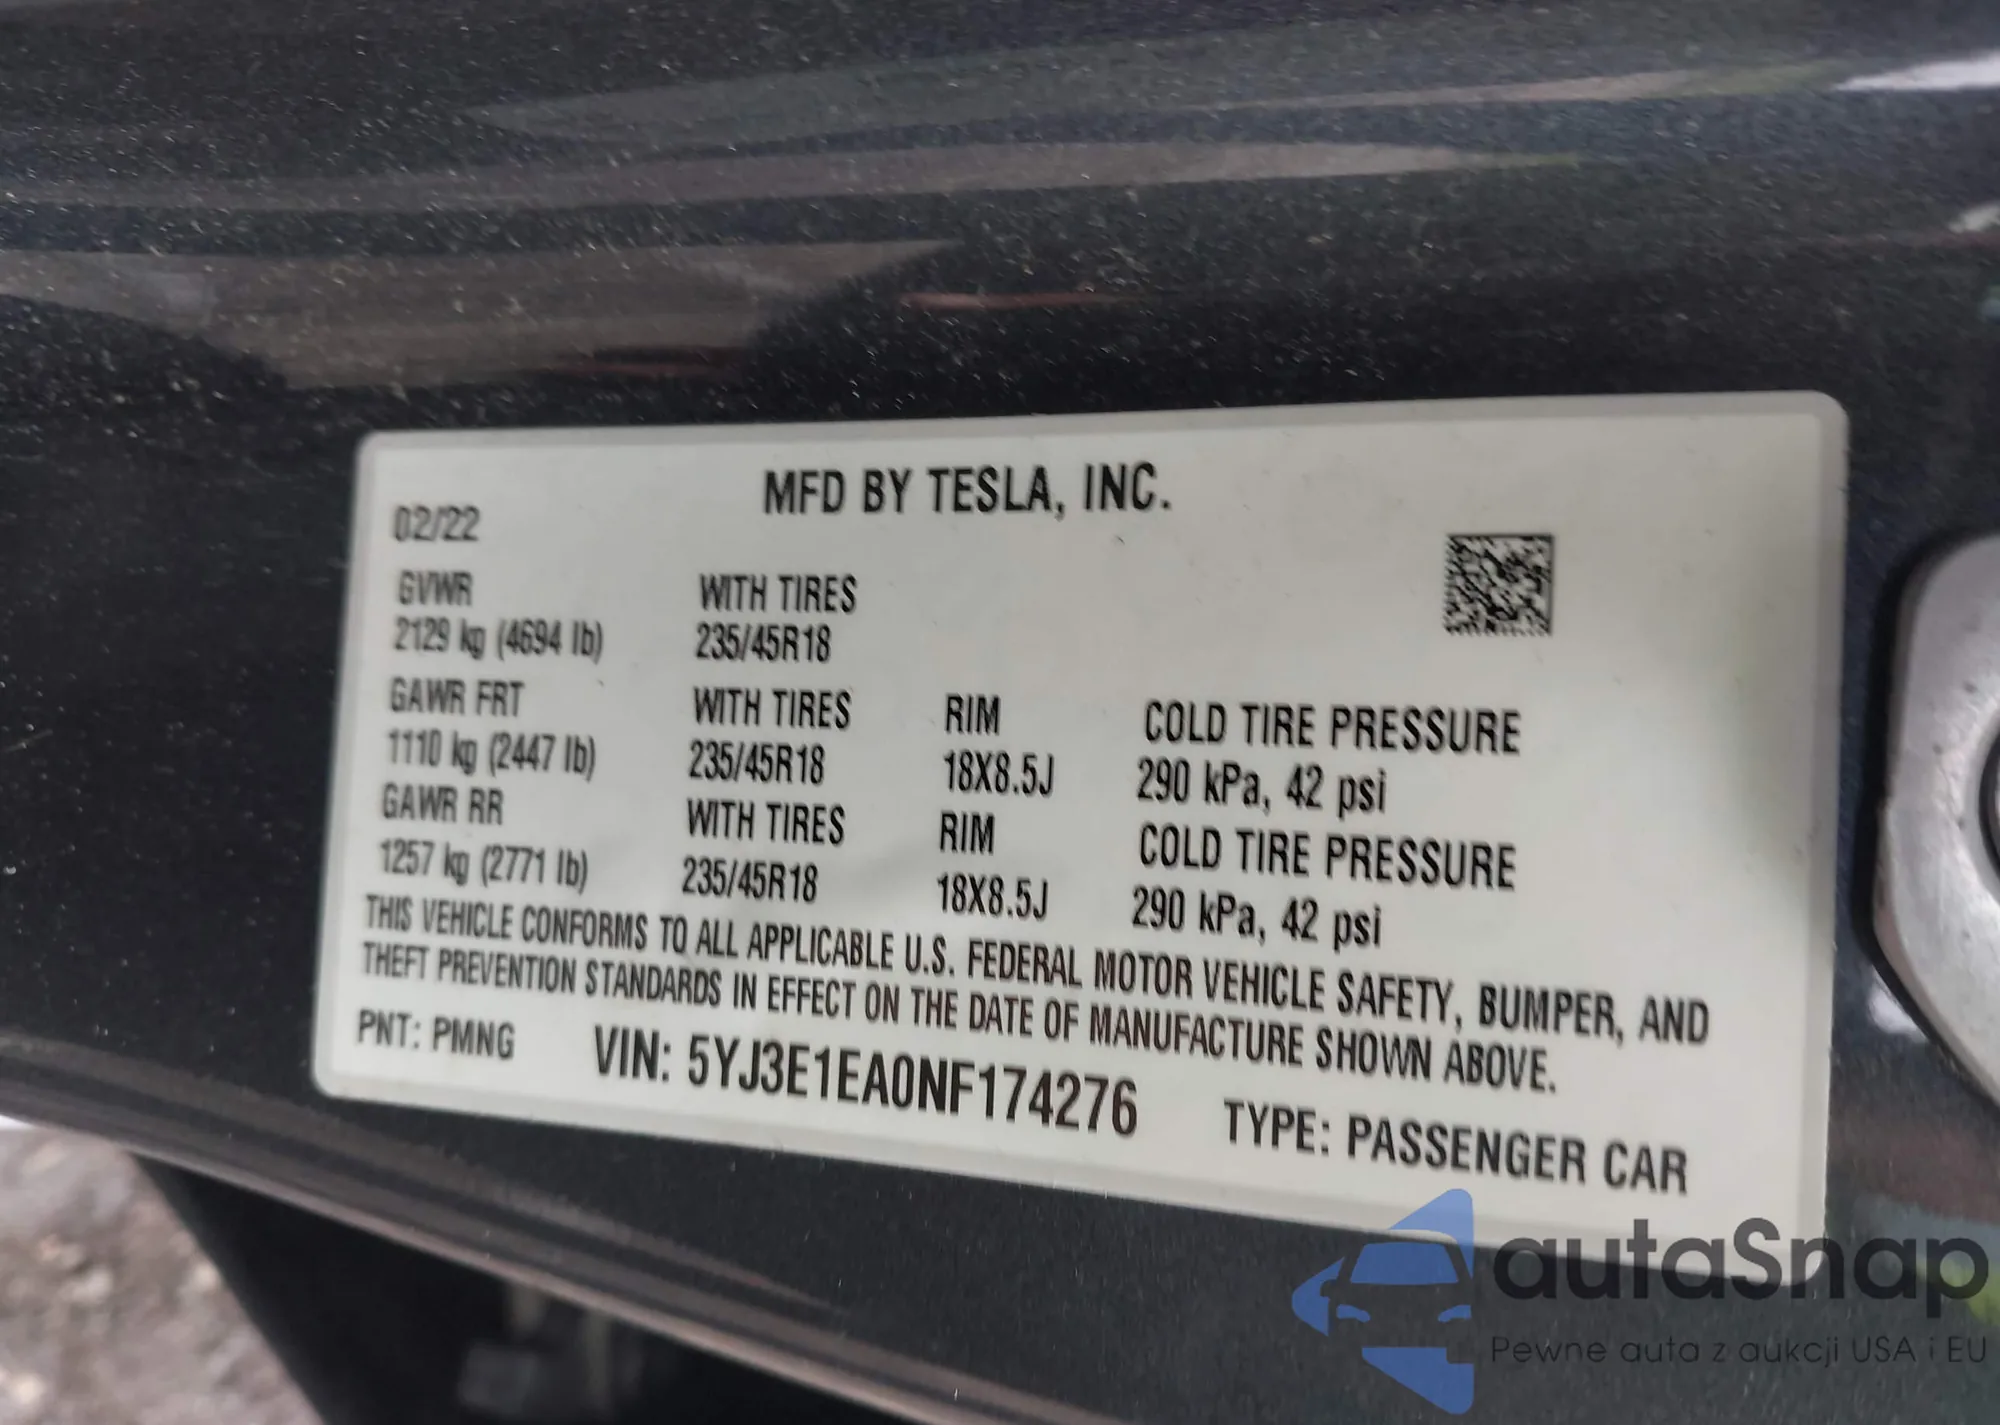 MFD BY TESLA, INC.
02/22
GVWR WITH TIRES
2129 kg (4694 lb) 235/45R18
GAWR FRT WITH TIRES RIM COLD TIRE PRESSURE
1110 kg (2447 lb) 235/45R18 18X8.5J 290 kPa, 42 psi
GAWR RR WITH TIRES RIM COLD TIRE PRESSURE
1257 kg (2771 lb) 235/45R18 18X8.5J 290 kPa, 42 psi
THIS VEHICLE CONFORMS TO ALL APPLICABLE U.S. FEDERAL MOTOR VEHICLE SAFETY, BUMPER, AND
THEFT PREVENTION STANDARDS IN EFFECT ON THE DATE OF MANUFACTURE SHOWN ABOVE.
PNT: PMNG VIN: 5YJ3E1EA0NF174276 TYPE: PASSENGER CAR
autaSnap
Pewne auta z aukcji USA i EU